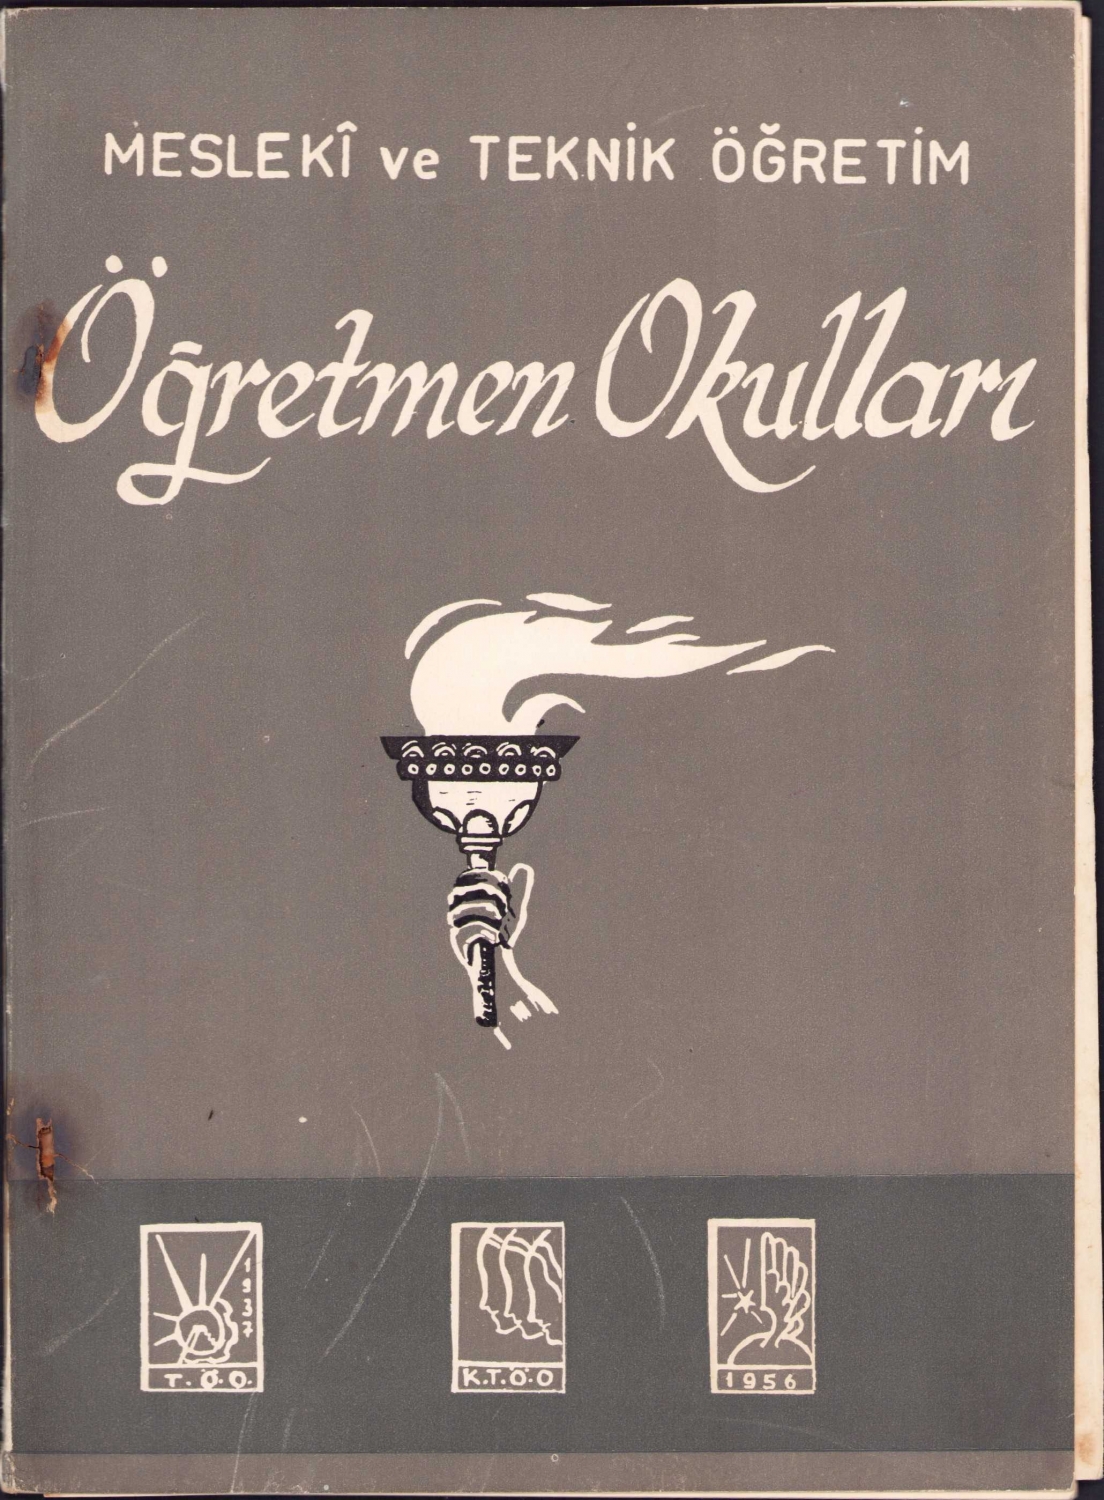 MESLEKÎ ve TEKNİK ÖĞRETİM
Öğretmen Okulları
1937
T.Ö.O.
K.T.Ö.O
1956